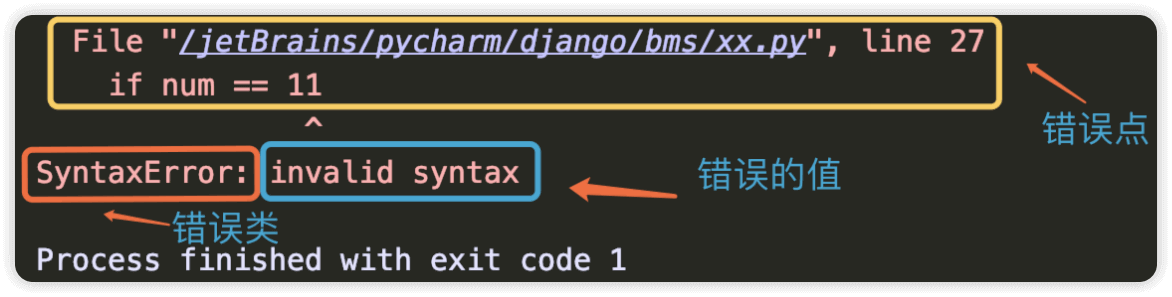 File "/jetBrains/pycharm/django/bms/xx.py", line 27
if num == 11
^
错误点
SyntaxError: invalid syntax
错误的值
错误类
Process finished with exit code 1